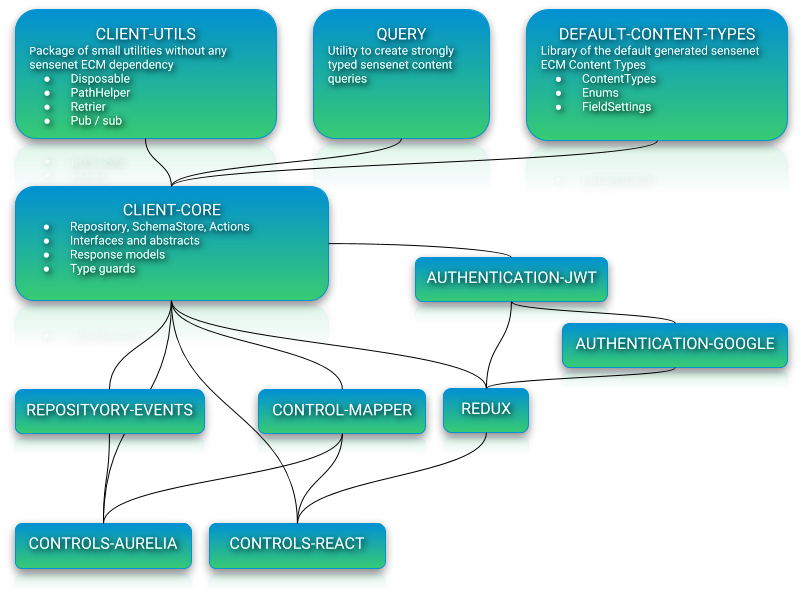 CLIENT-UTILS
Package of small utilities without any
sensenet ECM dependency
● Disposable
● PathHelper
● Retrier
● Pub / sub
QUERY
Utility to create strongly
typed sensenet content
queries
DEFAULT-CONTENT-TYPES
Library of the default generated sensenet
ECM Content Types
● ContentTypes
● Enums
● FieldSettings
CLIENT-CORE
● Repository, SchemaStore, Actions
● Interfaces and abstracts
● Response models
● Type guards
AUTHENTICATION-JWT
AUTHENTICATION-GOOGLE
REPOSITYORY-EVENTS
CONTROL-MAPPER
REDUX
CONTROLS-AURELIA
CONTROLS-REACT